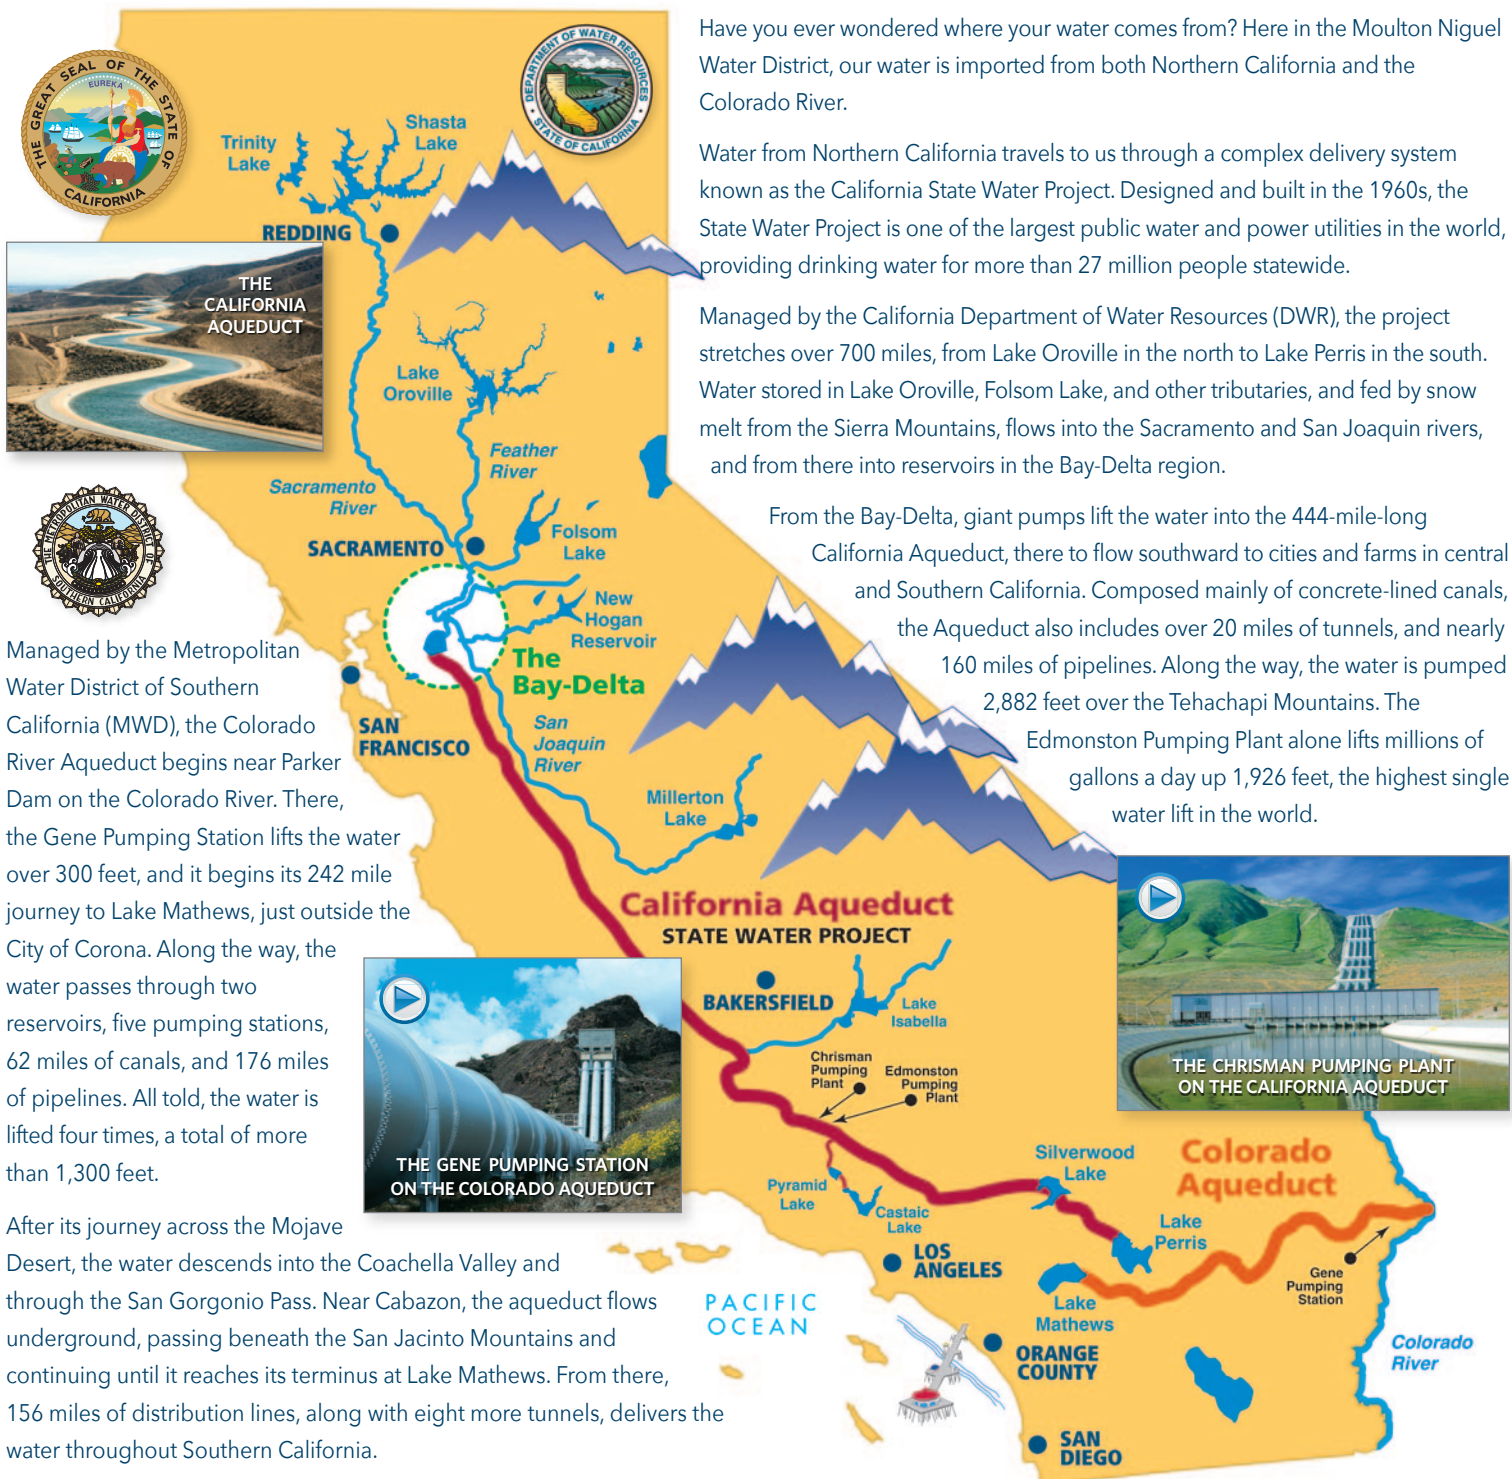 Have you ever wondered where your water comes from? Here in the Moulton Niguel
Water District, our water is imported from both Northern California and the
Colorado River.
Water from Northern California travels to us through a complex delivery system
known as the California State Water Project. Designed and built in the 1960s, the
State Water Project is one of the largest public water and power utilities in the world,
providing drinking water for more than 27 million people statewide.
Managed by the California Department of Water Resources (DWR), the project
stretches over 700 miles, from Lake Oroville in the north to Lake Perris in the south.
Water stored in Lake Oroville, Folsom Lake, and other tributaries, and fed by snow
melt from the Sierra Mountains, flows into the Sacramento and San Joaquin rivers,
and from there into reservoirs in the Bay-Delta region.
From the Bay-Delta, giant pumps lift the water into the 444-mile-long
California Aqueduct, there to flow southward to cities and farms in central
and Southern California. Composed mainly of concrete-lined canals,
the Aqueduct also includes over 20 miles of tunnels, and nearly
160 miles of pipelines. Along the way, the water is pumped
2,882 feet over the Tehachapi Mountains. The
Edmonston Pumping Plant alone lifts millions of
gallons a day up 1,926 feet, the highest single
water lift in the world.
THE GREAT SEAL OF THE STATE OF CALIFORNIA
EUREKA
DEPARTMENT OF WATER RESOURCES
STATE OF CALIFORNIA
Trinity
Lake
Shasta
Lake
REDDING
THE
CALIFORNIA
AQUEDUCT
Lake
Oroville
Feather
River
Sacramento
River
THE METROPOLITAN WATER DISTRICT OF
SOUTHERN CALIFORNIA
SACRAMENTO
Folsom
Lake
New
Hogan
Reservoir
The
Bay-Delta
SAN
FRANCISCO
San
Joaquin
River
Millerton
Lake
Managed by the Metropolitan
Water District of Southern
California (MWD), the Colorado
River Aqueduct begins near Parker
Dam on the Colorado River. There,
the Gene Pumping Station lifts the water
over 300 feet, and it begins its 242 mile
journey to Lake Mathews, just outside the
City of Corona. Along the way, the
water passes through two
reservoirs, five pumping stations,
62 miles of canals, and 176 miles
of pipelines. All told, the water is
lifted four times, a total of more
than 1,300 feet.
After its journey across the Mojave
Desert, the water descends into the Coachella Valley and
through the San Gorgonio Pass. Near Cabazon, the aqueduct flows
underground, passing beneath the San Jacinto Mountains and
continuing until it reaches its terminus at Lake Mathews. From there,
156 miles of distribution lines, along with eight more tunnels, delivers the
water throughout Southern California.
California Aqueduct
STATE WATER PROJECT
BAKERSFIELD
Lake
Isabella
Chrisman
Pumping
Plant
Edmonston
Pumping
Plant
THE CHRISMAN PUMPING PLANT
ON THE CALIFORNIA AQUEDUCT
THE GENE PUMPING STATION
ON THE COLORADO AQUEDUCT
Pyramid
Lake
Castaic
Lake
Silverwood
Lake
Colorado
Aqueduct
Lake
Perris
LOS
ANGELES
Gene
Pumping
Station
Lake
Mathews
PACIFIC
OCEAN
ORANGE
COUNTY
Colorado
River
SAN
DIEGO